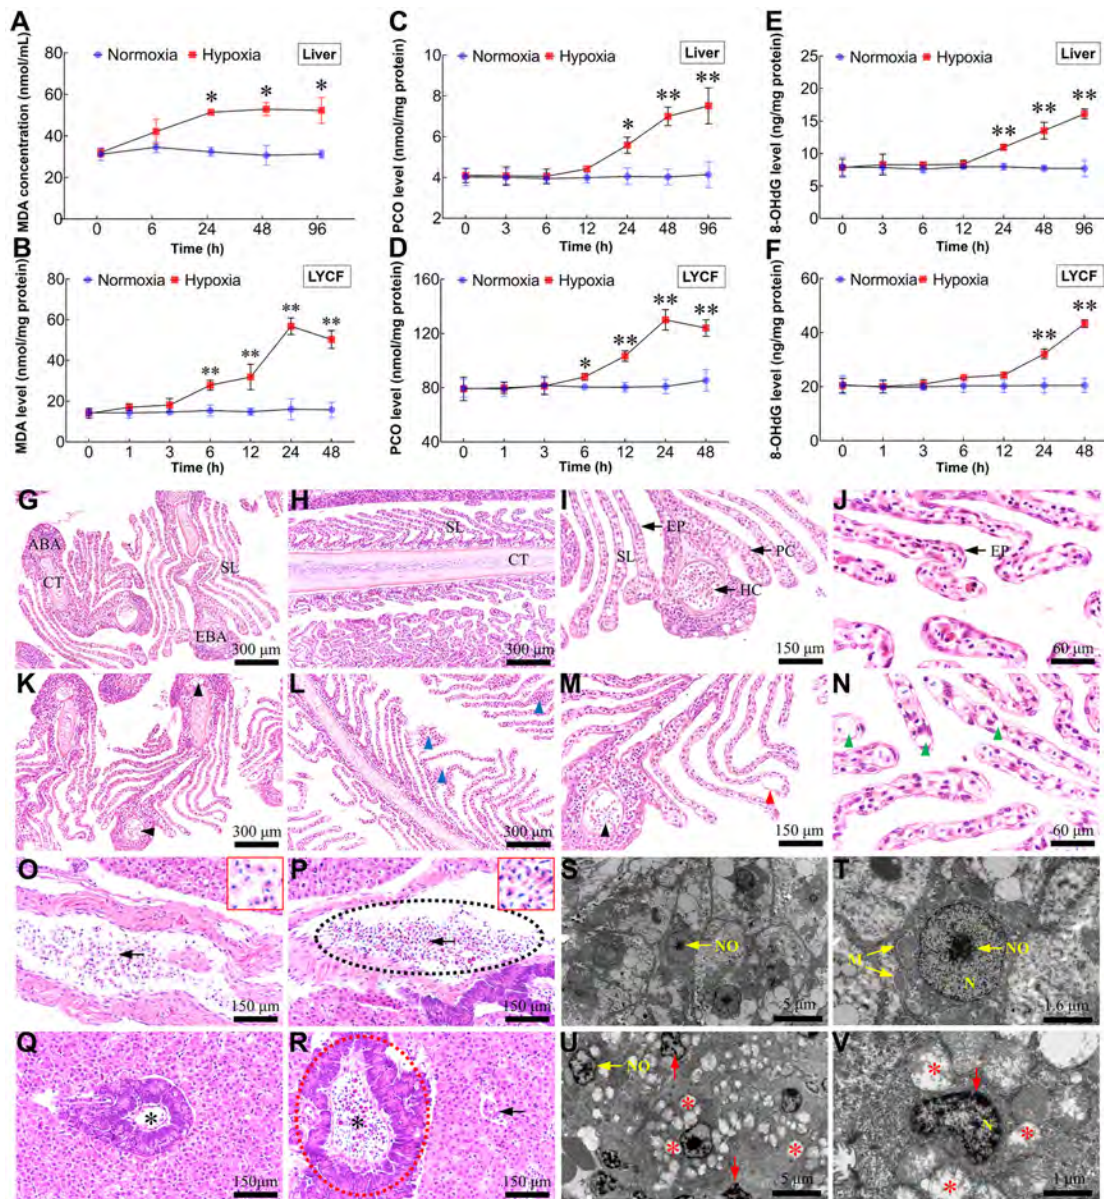 A
Normoxia Hypoxia Liver
MDA concentration (nmol/mL)
80
60
40
20
0
0 6 24 48 96
Time (h)
C
Normoxia Hypoxia Liver
PCO level (nmol/mg protein)
10
8
6
4
2
0 3 6 12 24 48 96
Time (h)
E
Normoxia Hypoxia Liver
8-OHdG level (ng/mg protein)
25
20
15
10
5
0
0 3 6 12 24 48 96
Time (h)
B
Normoxia Hypoxia LYCF
MDA level (nmol/mg protein)
80
60
40
20
0
0 1 3 6 12 24 48
Time (h)
D
Normoxia Hypoxia LYCF
PCO level (nmol/mg protein)
160
120
80
40
0 1 3 6 12 24 48
Time (h)
F
Normoxia Hypoxia LYCF
8-OHdG level (ng/mg protein)
60
40
20
0
0 1 3 6 12 24 48
Time (h)
* * *
* ** **
** ** **
** ** ** **
* ** ** **
** **
G
ABA
CT
SL
EBA
300 μm
H
SL
CT
300 μm
I
EP
SL
PC
HC
150 μm
J
EP
60 μm
K
300 μm
L
300 μm
M
150 μm
N
60 μm
O
150 μm
P
150 μm
S
NO
5 μm
T
M
NO
N
1.6 μm
Q
*
150μm
R
*
150 μm
U
NO
* * *
5 μm
V
* * *
N
1 μm